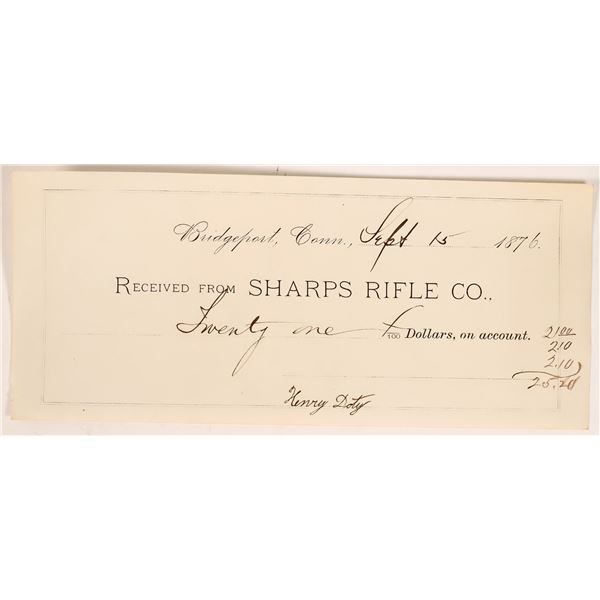 Bridgeport, Conn., Sept 15 1876.
RECEIVED FROM SHARPS RIFLE CO.,
Twenty one /100 Dollars, on account.
21.00
2.10
2.10
25.20
Henry Doty